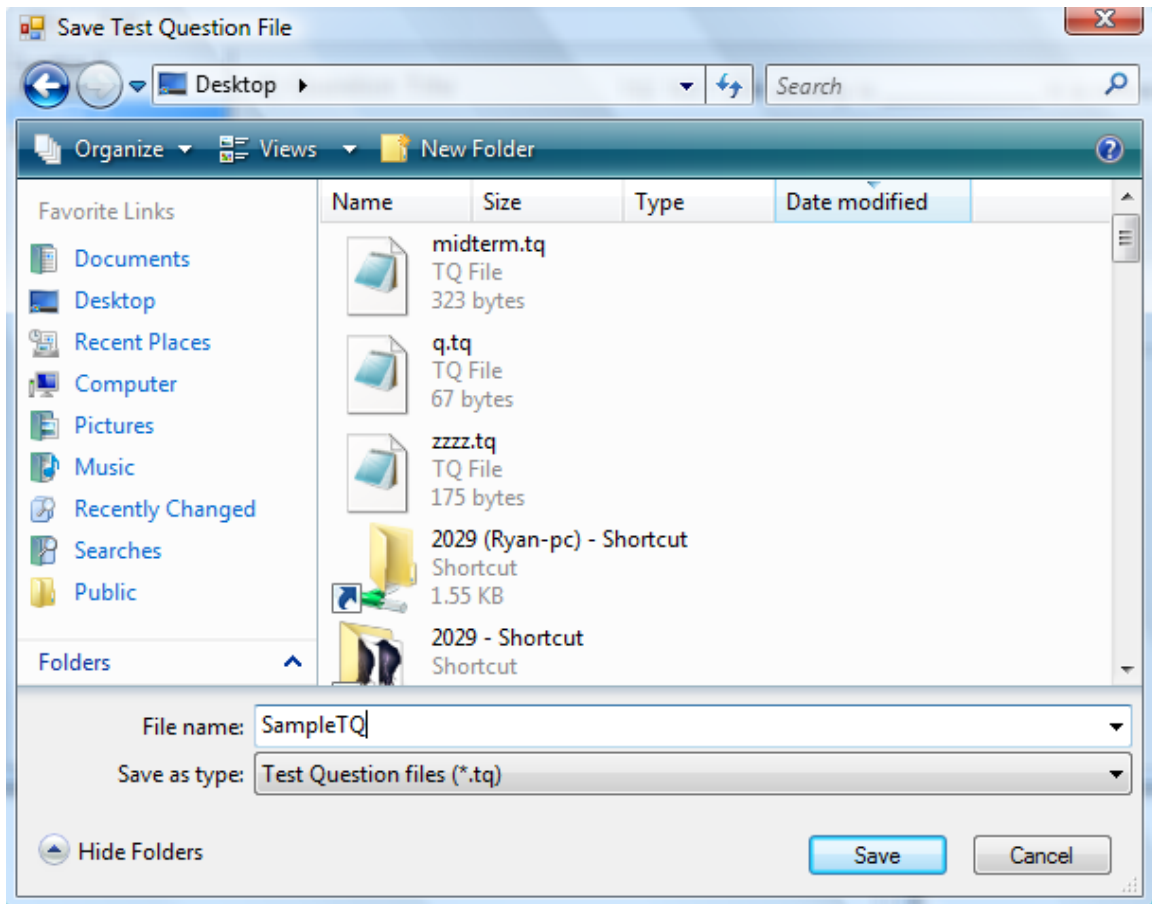 Save Test Question File
Desktop
Search
Organize Views New Folder
Favorite Links
Documents
Desktop
Recent Places
Computer
Pictures
Music
Recently Changed
Searches
Public
Folders
Name Size Type Date modified
midterm.tq
TQ File
323 bytes
q.tq
TQ File
67 bytes
zzzz.tq
TQ File
175 bytes
2029 (Ryan-pc) - Shortcut
Shortcut
1.55 KB
2029 - Shortcut
Shortcut
File name: SampleTQ
Save as type: Test Question files (*.tq)
Hide Folders Save Cancel